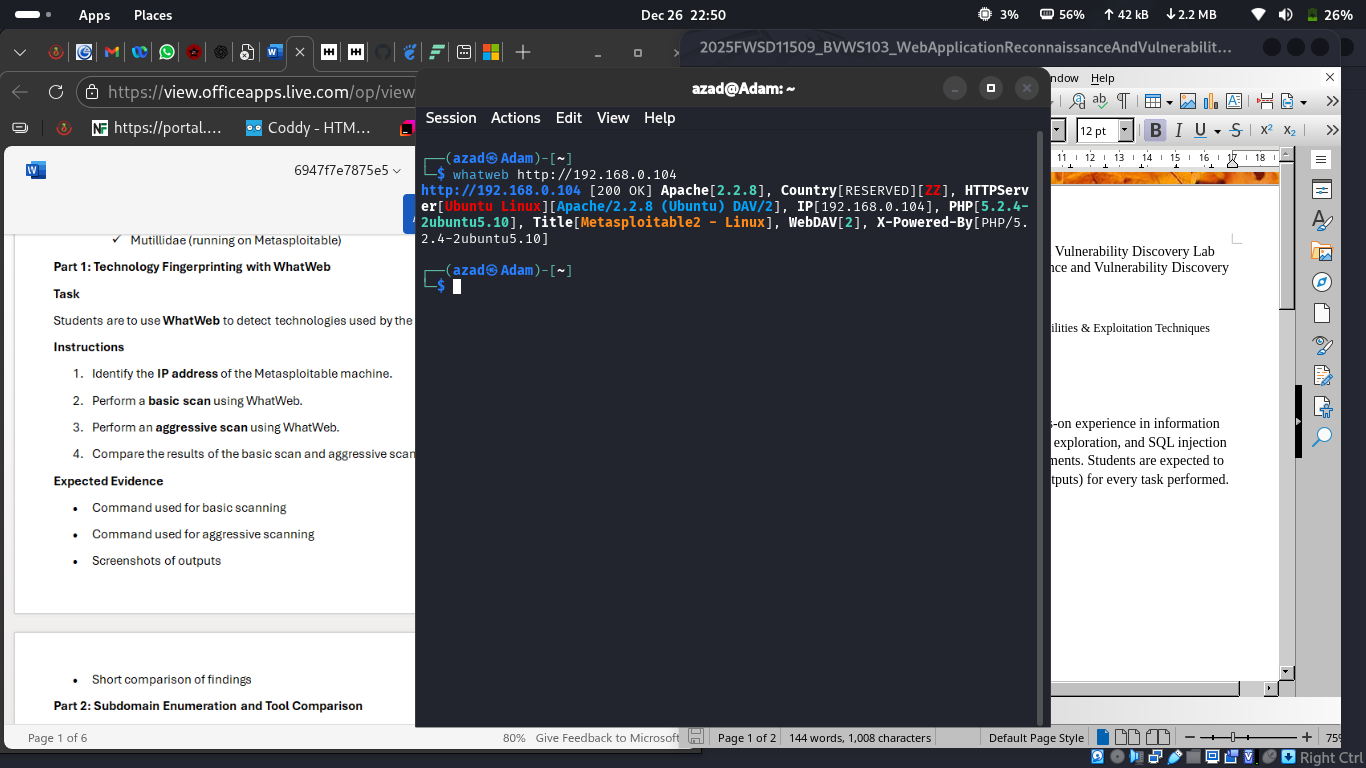 Apps Places Dec 26 22:50 3% 56% 42 kB 2.2 MB 26%
2025FWSD11509_BVWS103_WebApplicationReconnaissanceAndVulnerabilit...
https://view.officeapps.live.com/op/view
https://portal.... Coddy - HTM...
6947f7e7875e5
Mutillidae (running on Metasploitable)
Part 1: Technology Fingerprinting with WhatWeb
Task
Students are to use WhatWeb to detect technologies used by the
Instructions
1. Identify the IP address of the Metasploitable machine.
2. Perform a basic scan using WhatWeb.
3. Perform an aggressive scan using WhatWeb.
4. Compare the results of the basic scan and aggressive scan
Expected Evidence
• Command used for basic scanning
• Command used for aggressive scanning
• Screenshots of outputs
• Short comparison of findings
Part 2: Subdomain Enumeration and Tool Comparison
Page 1 of 6 80% Give Feedback to Microsoft
azad@Adam: ~
Session Actions Edit View Help
┌──(azad㉿Adam)-[~]
└─$ whatweb http://192.168.0.104
http://192.168.0.104 [200 OK] Apache[2.2.8], Country[RESERVED][ZZ], HTTPServ
er[Ubuntu Linux][Apache/2.2.8 (Ubuntu) DAV/2], IP[192.168.0.104], PHP[5.2.4-
2ubuntu5.10], Title[Metasploitable2 - Linux], WebDAV[2], X-Powered-By[PHP/5.
2.4-2ubuntu5.10]
┌──(azad㉿Adam)-[~]
└─$
ndow Help
12 pt B I U S X² X₂
11 12 13 14 15 16 17 18
Vulnerability Discovery Lab
nce and Vulnerability Discovery
ilities & Exploitation Techniques
s-on experience in information
exploration, and SQL injection
ments. Students are expected to
tputs) for every task performed.
Page 1 of 2 144 words, 1,008 characters Default Page Style 75%
Right Ctrl